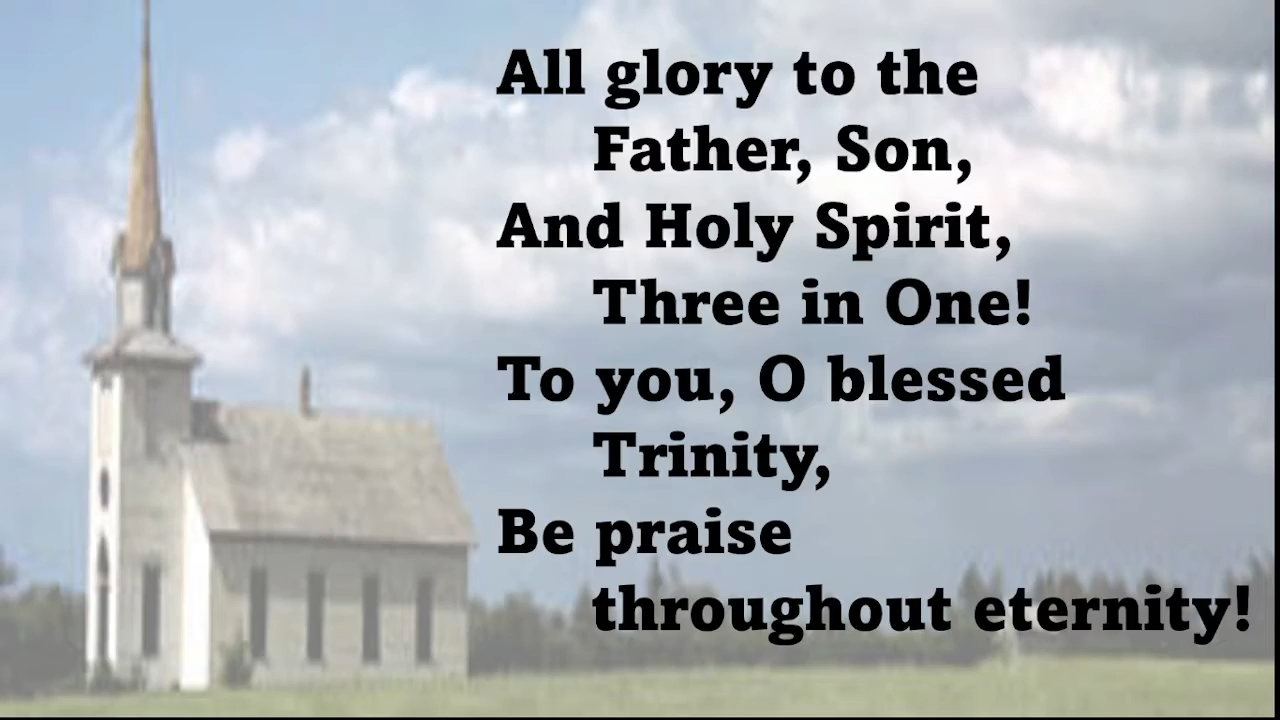 All glory to the
Father, Son,
And Holy Spirit,
Three in One!
To you, O blessed
Trinity,
Be praise
throughout eternity!